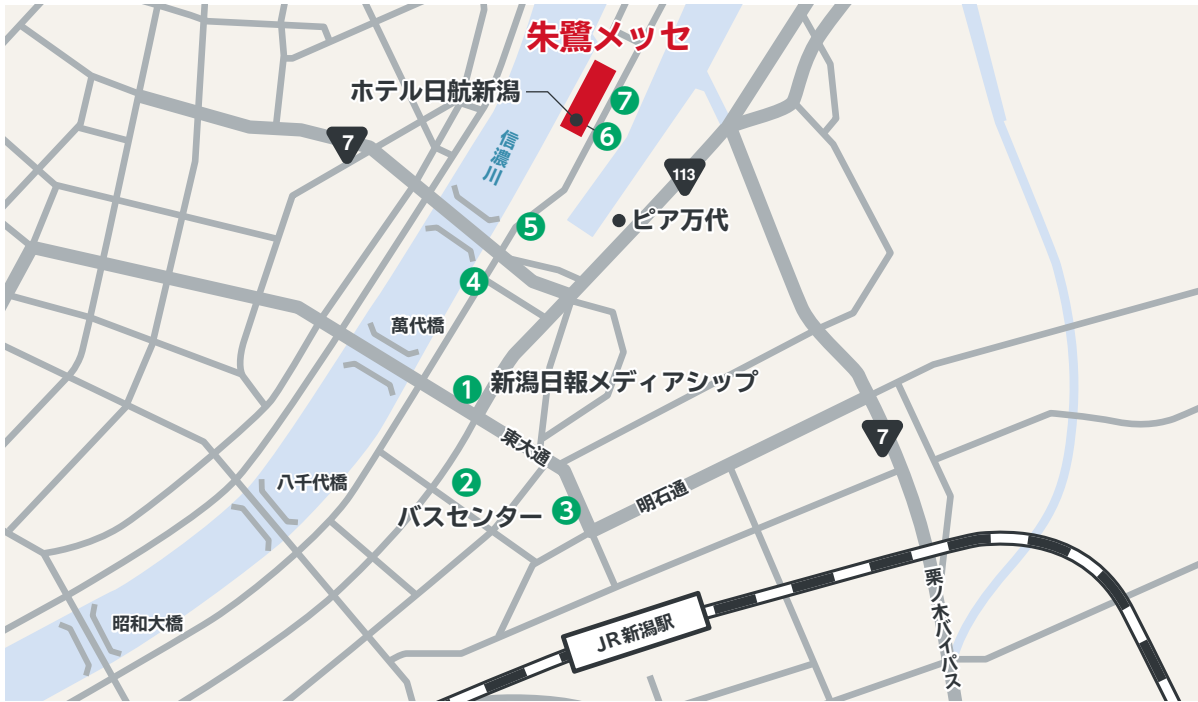 朱鷺メッセ
ホテル日航新潟
7
6
7
信濃川
113
5
ピア万代
4
萬代橋
1
新潟日報メディアシップ
東大通
7
2
八千代橋
明石通
3
バスセンター
栗ノ木バイパス
昭和大橋
JR新潟駅